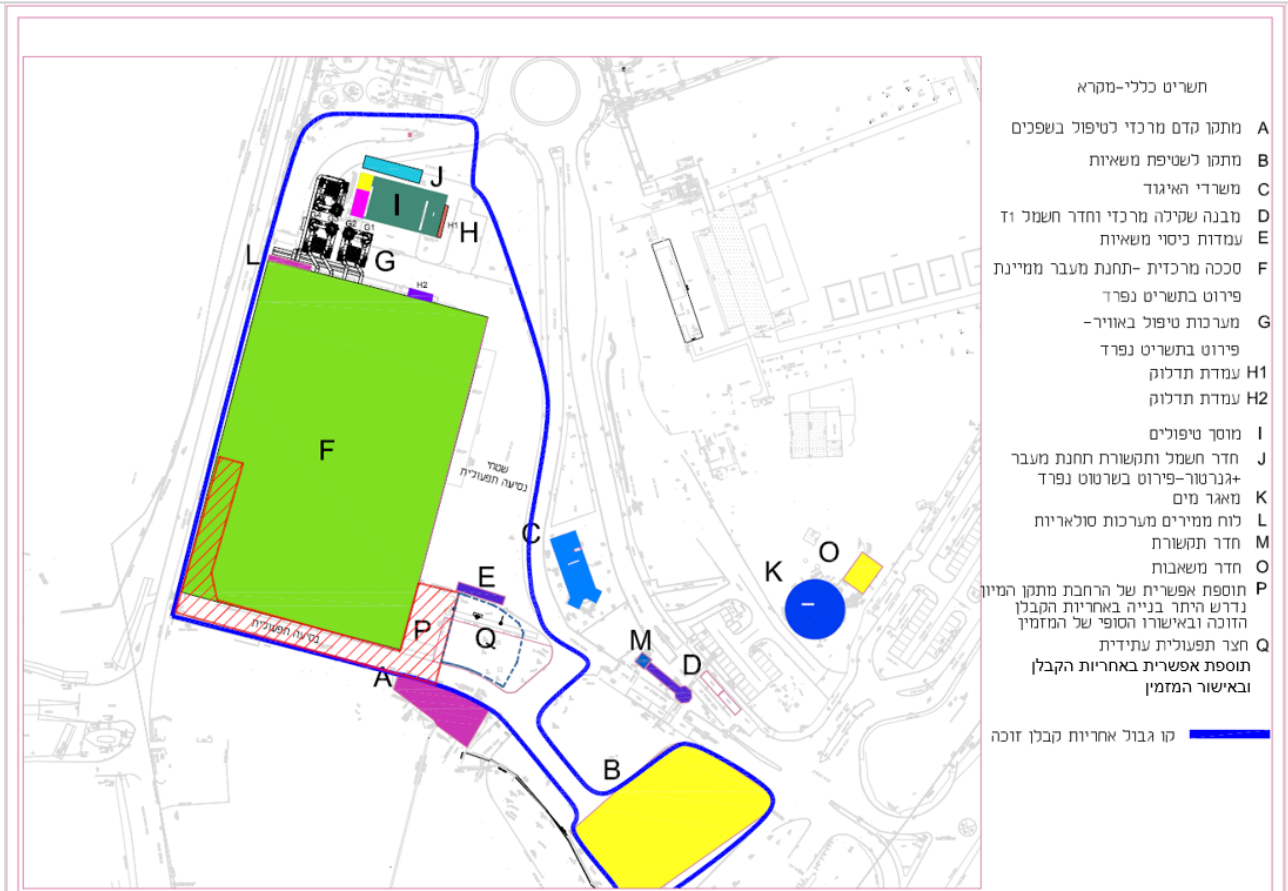 תשריט כללי-מקרא
A מתקן קדם מרכזי לטיפול בשפכים
B מתקן לשטיפת משאיות
C משרדי האיגוד
D מבנה שקילה מרכזי וחדר חשמל T1
E עמדות כיסוי משאיות
F סככה מרכזית -תחנת מעבר ממיינת
פירוט בתשריט נפרד
G מערכות טיפול באוויר-
פירוט בתשריט נפרד
H1 עמדת תדלוק
H2 עמדת תדלוק
I מוסך טיפולים
J חדר חשמל ותקשורת תחנת מעבר
+גנרטור-פירוט בשרטוט נפרד
K מאגר מים
L לוח ממירים מערכות סולאריות
M חדר תקשורת
O חדר משאבות
P תוספת אפשרית של הרחבת מתקן המיון
נדרש היתר בנייה באחריות הקבלן
הזוכה ובאישורו הסופי של המזמין
Q חצר תפעולית עתידית
תוספת אפשרית באחריות הקבלן
ובאישור המזמין
קו גבול אחריות קבלן זוכה
J
I
H1
H
G2
G1
G
L
H2
F
שטחי
נסיעה תפעולית
C
E
K
O
P
Q
נסיעה תפעולית
M
D
A
B